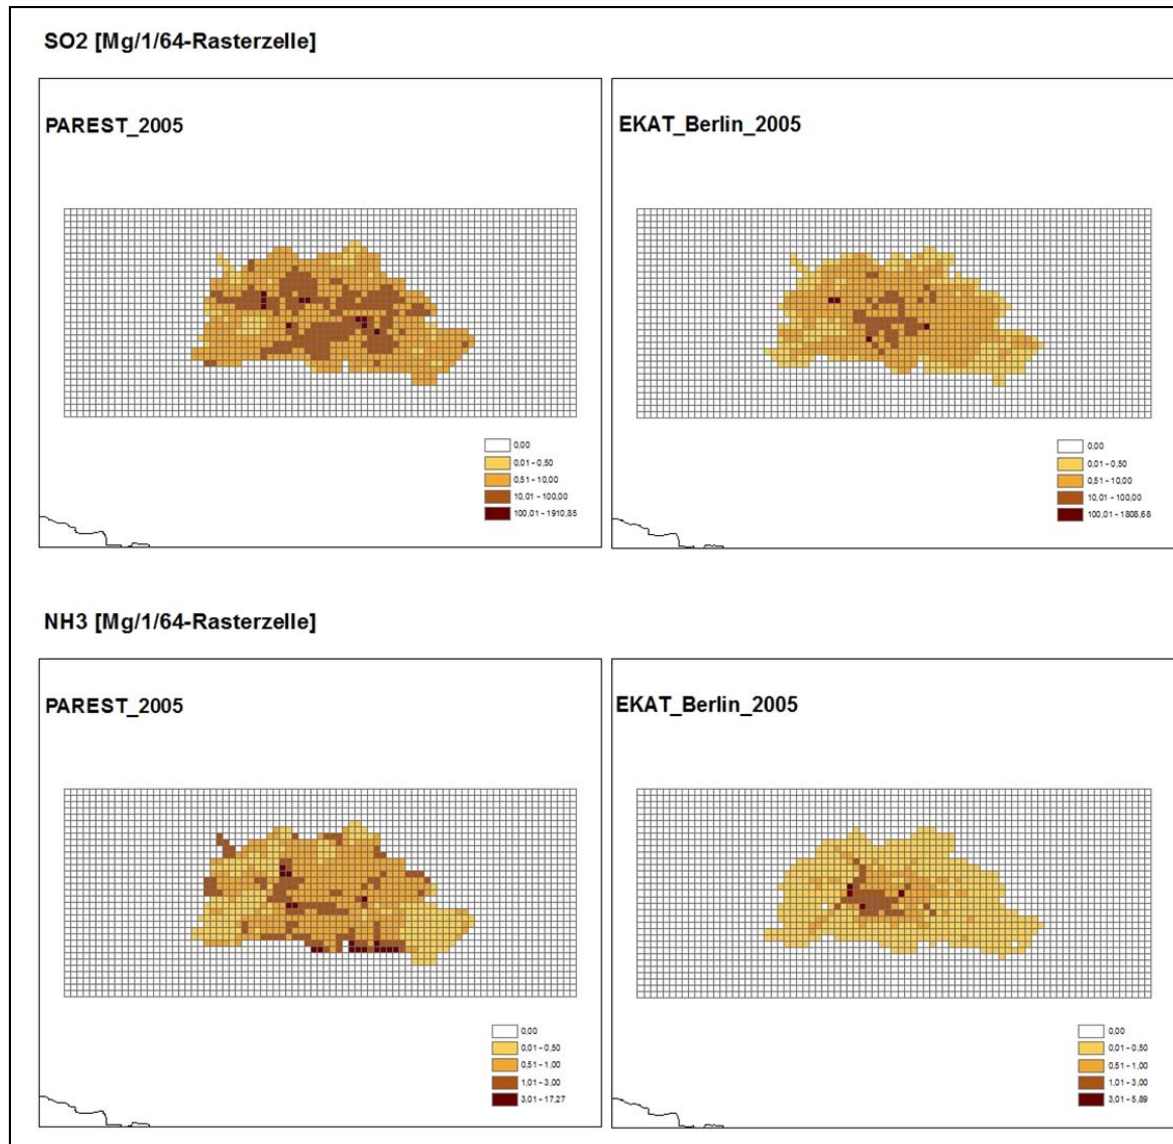 SO2 [Mg/1/64-Rasterzelle]
PAREST_2005
0,00
0,01 - 0,50
0,51 - 10,00
10,01 - 100,00
100,01 - 1910,85
EKAT_Berlin_2005
0,00
0,01 - 0,50
0,51 - 10,00
10,01 - 100,00
100,01 - 1808,68
NH3 [Mg/1/64-Rasterzelle]
PAREST_2005
0,00
0,01 - 0,50
0,51 - 1,00
1,01 - 3,00
3,01 - 17,27
EKAT_Berlin_2005
0,00
0,01 - 0,50
0,51 - 1,00
1,01 - 3,00
3,01 - 5,89